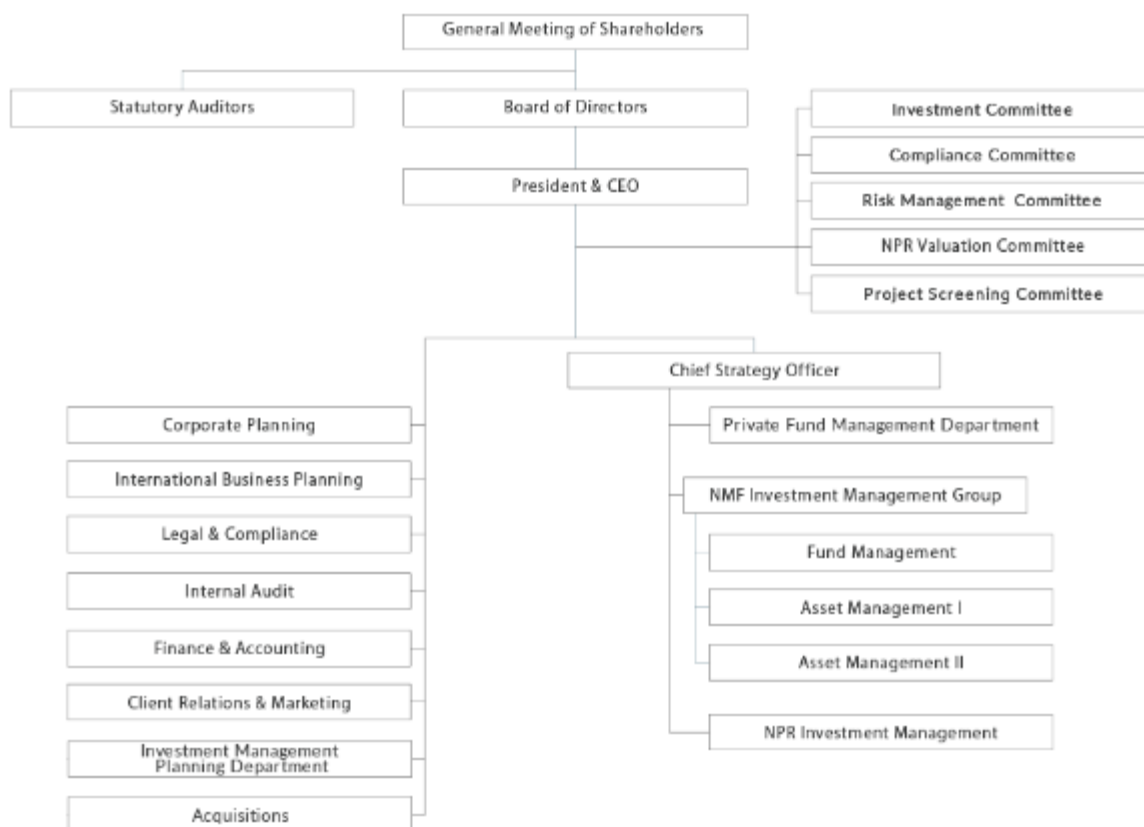 General Meeting of Shareholders
Statutory Auditors
Board of Directors
President & CEO
Investment Committee
Compliance Committee
Risk Management Committee
NPR Valuation Committee
Project Screening Committee
Chief Strategy Officer
Corporate Planning
International Business Planning
Legal & Compliance
Internal Audit
Finance & Accounting
Client Relations & Marketing
Investment Management
Planning Department
Acquisitions
Private Fund Management Department
NMF Investment Management Group
Fund Management
Asset Management I
Asset Management II
NPR Investment Management